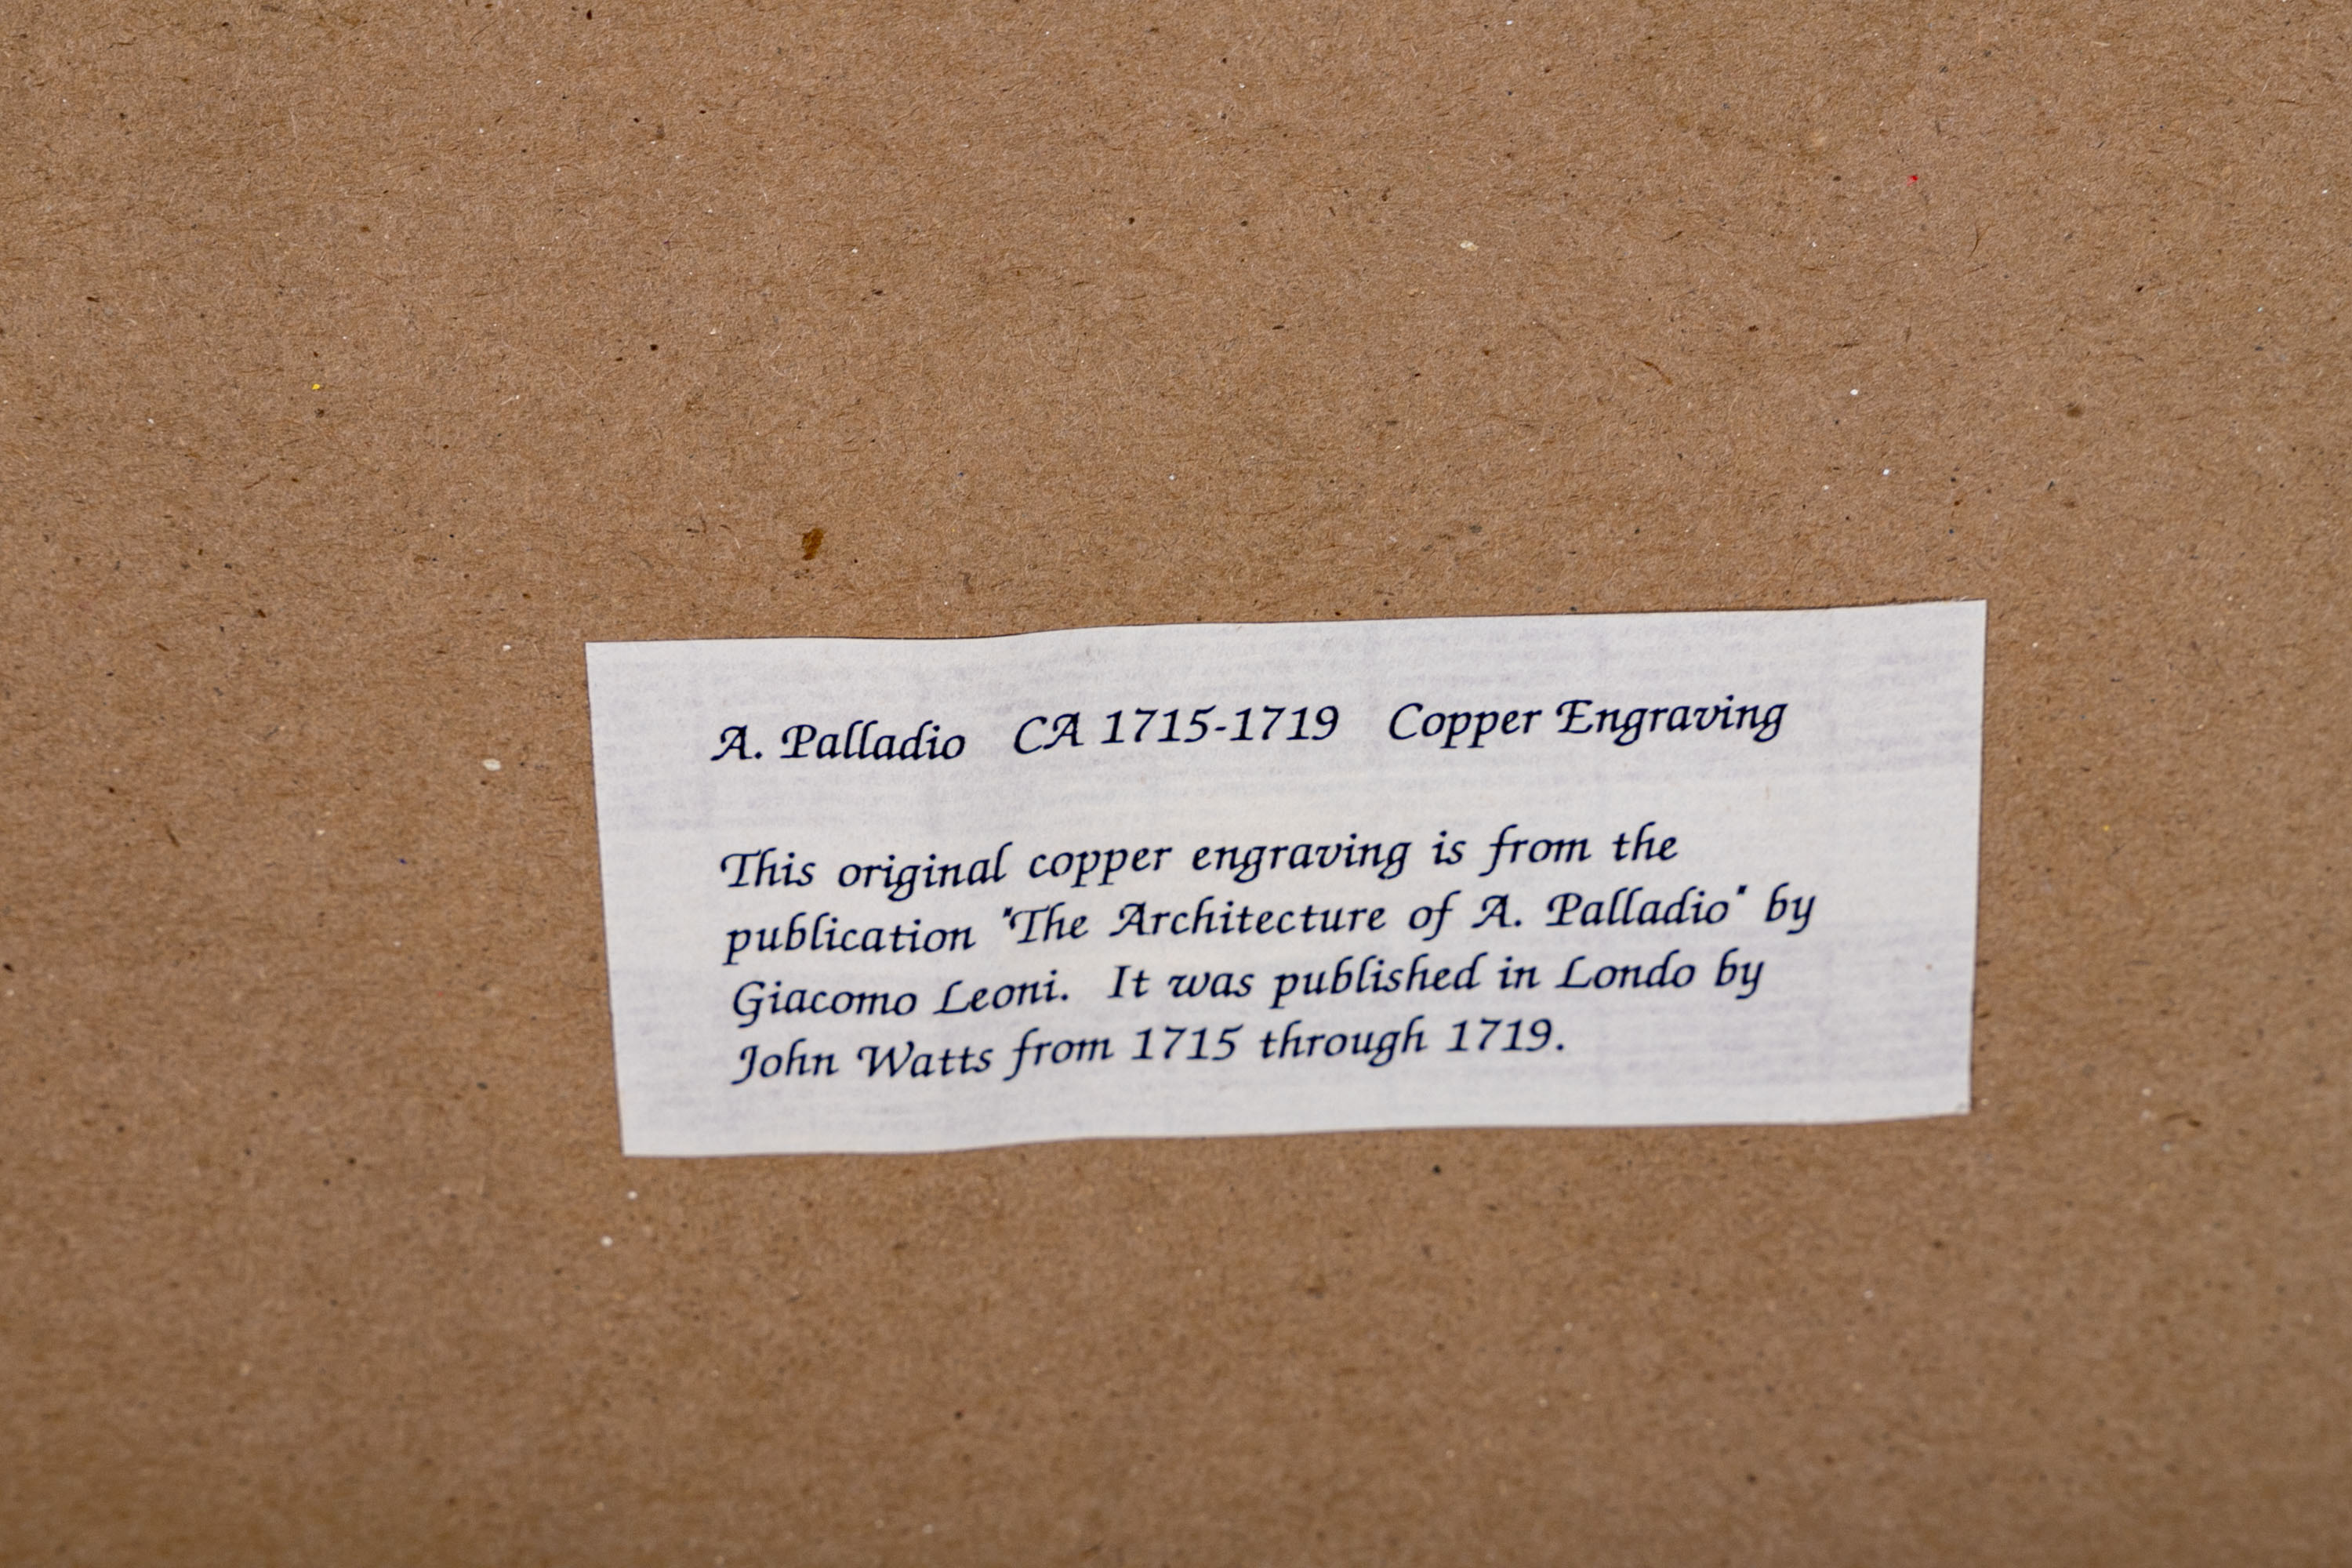 A. Palladio CA 1715-1719 Copper Engraving
This original copper engraving is from the
publication "The Architecture of A. Palladio" by
Giacomo Leoni. It was published in Londo by
John Watts from 1715 through 1719.